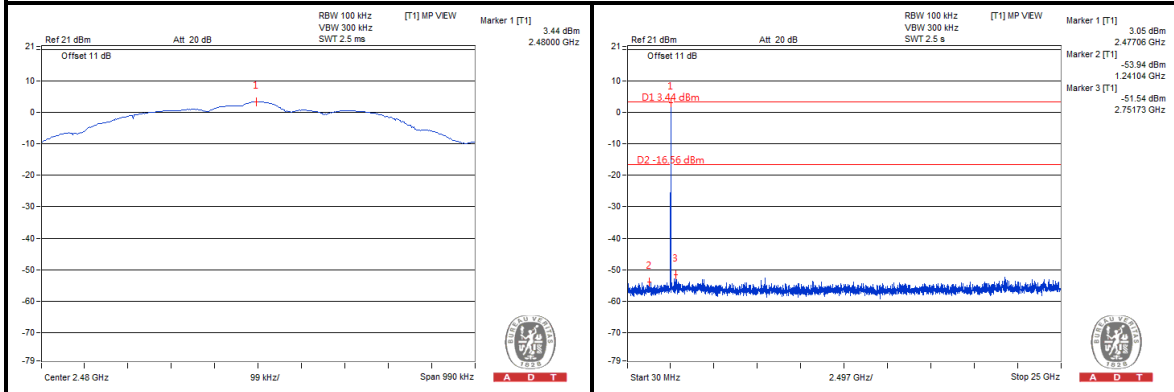 RBW 100 kHz [T1] MP VIEW
VBW 300 kHz
Ref 21 dBm Att 20 dB SWT 2.5 ms
Marker 1 [T1]
3.44 dBm
2.48000 GHz
21
Offset 11 dB
10
0
-10
-20
-30
-40
-50
-60
-70
-79
1
Center 2.48 GHz 99 kHz/ Span 990 kHz
BUREAU VERITAS
1828
A D T
RBW 100 kHz [T1] MP VIEW
VBW 300 kHz
Ref 21 dBm Att 20 dB SWT 2.5 s
Marker 1 [T1]
3.05 dBm
2.47706 GHz
Marker 2 [T1]
-53.94 dBm
1.24104 GHz
Marker 3 [T1]
-51.54 dBm
2.75173 GHz
21
Offset 11 dB
10
0
-10
-20
-30
-40
-50
-60
-70
-79
1
D1 3.44 dBm
D2 -16.56 dBm
2
3
Start 30 MHz 2.497 GHz/ Stop 25 GHz
BUREAU VERITAS
1828
A D T